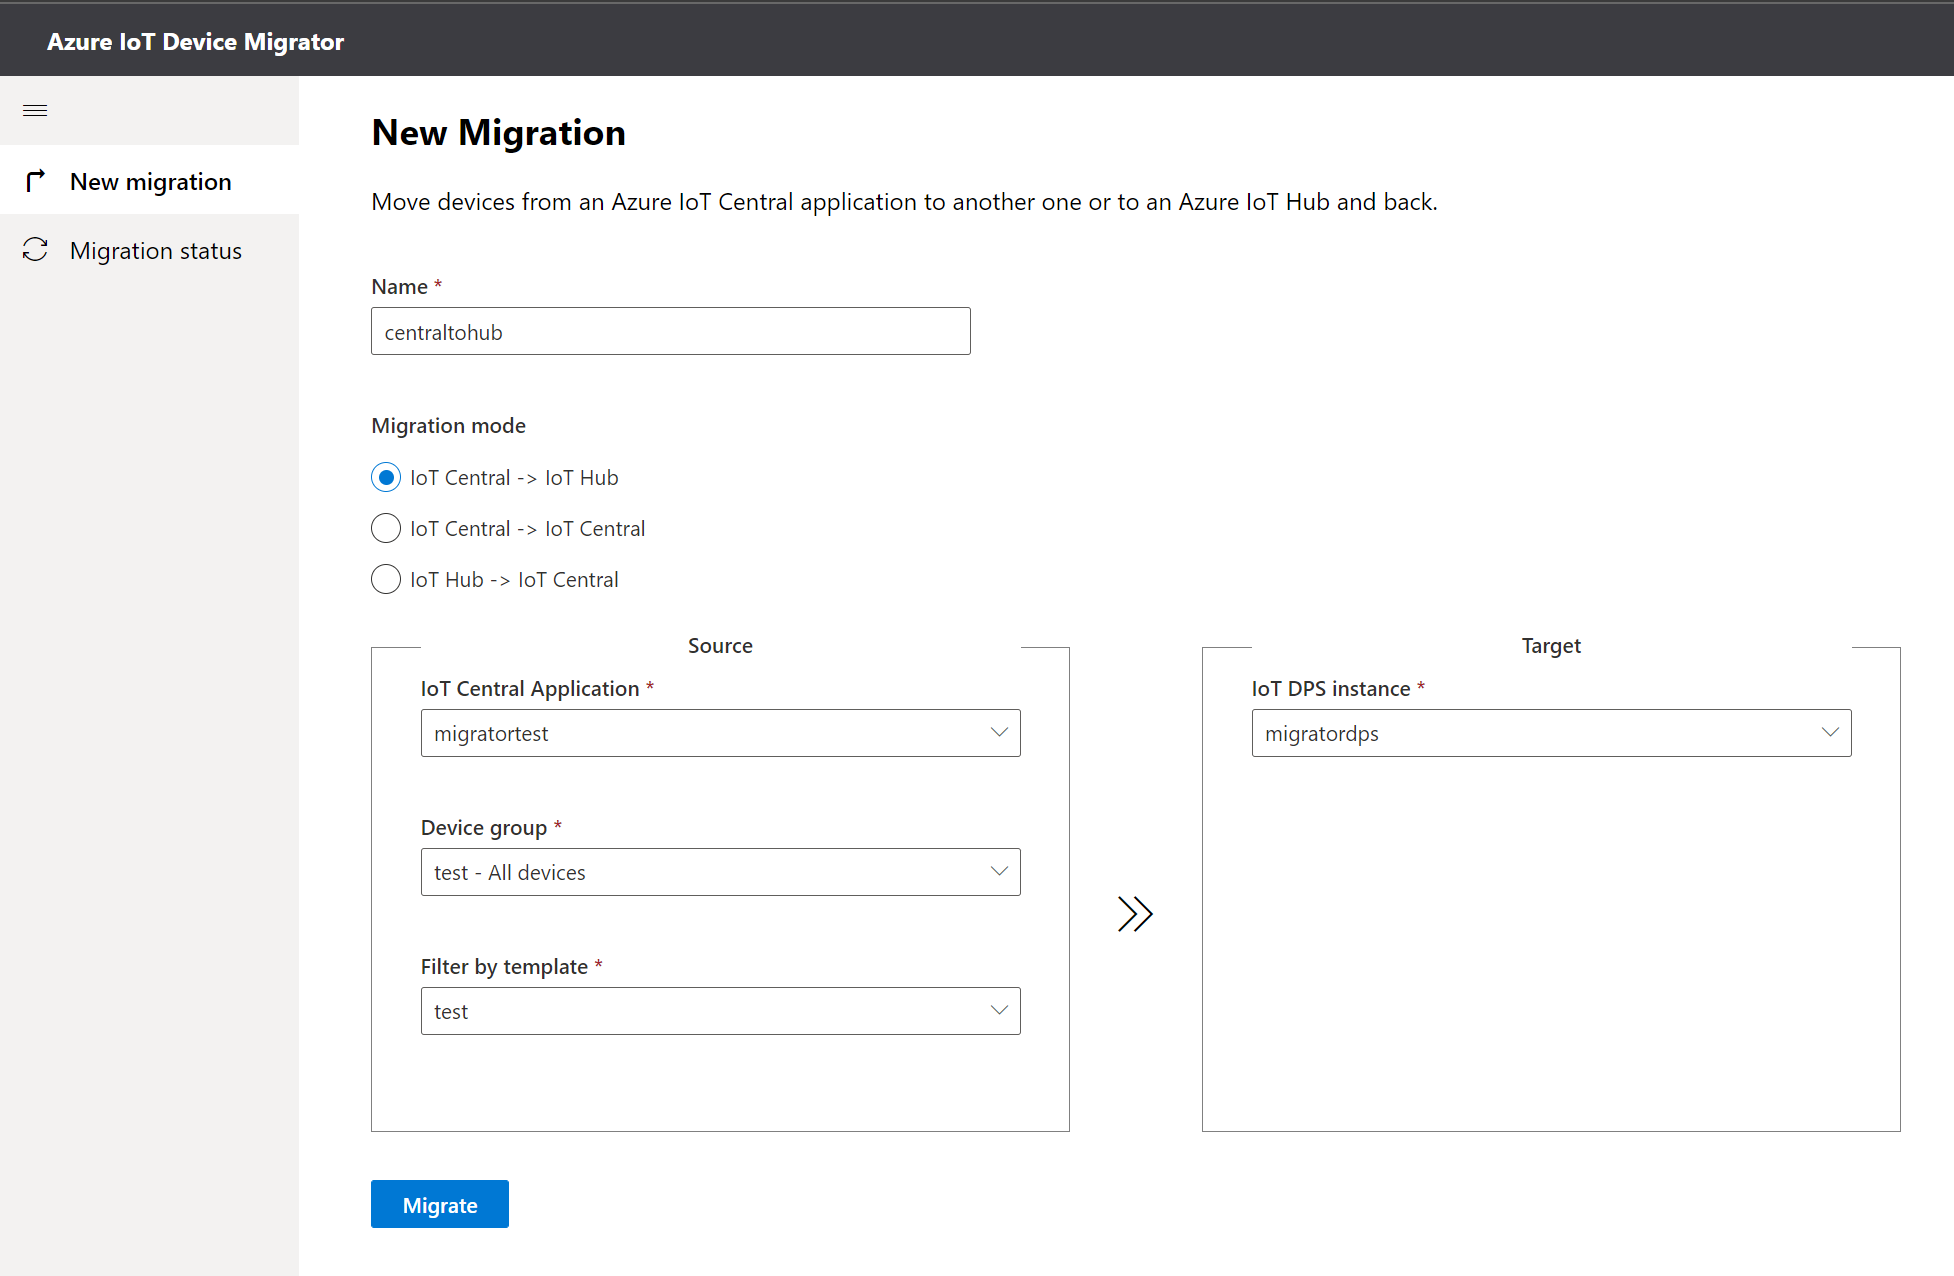 Azure IoT Device Migrator
New migration
Migration status
New Migration
Move devices from an Azure IoT Central application to another one or to an Azure IoT Hub and back.
Name *
centraltohub
Migration mode
IoT Central -> IoT Hub
IoT Central -> IoT Central
IoT Hub -> IoT Central
Source
IoT Central Application *
migratortest
Device group *
test - All devices
Filter by template *
test
Target
IoT DPS instance *
migratordps
Migrate